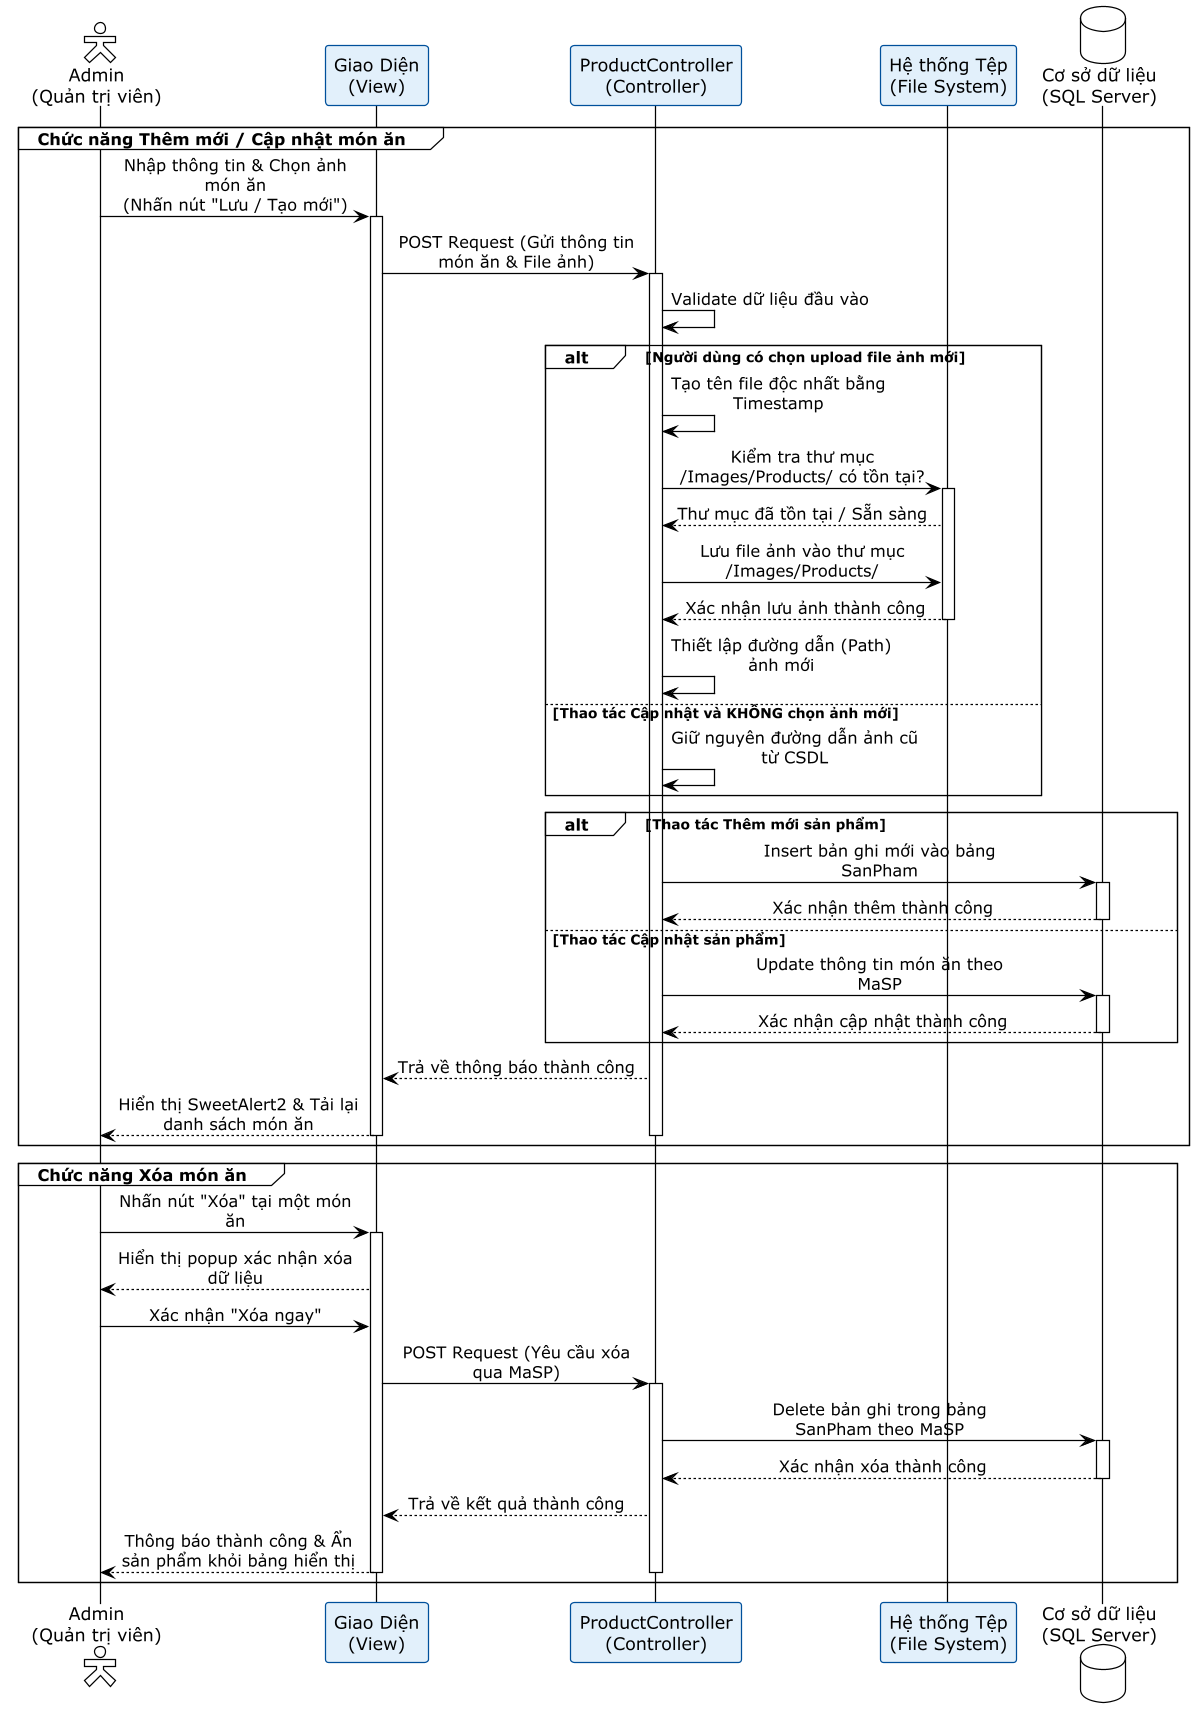 Admin
(Quản trị viên)
Giao Diện
(View)
ProductController
(Controller)
Hệ thống Tệp
(File System)
Cơ sở dữ liệu
(SQL Server)
Chức năng Thêm mới / Cập nhật món ăn
Nhập thông tin & Chọn ảnh
món ăn
(Nhấn nút "Lưu / Tạo mới")
POST Request (Gửi thông tin
món ăn & File ảnh)
Validate dữ liệu đầu vào
alt
[Người dùng có chọn upload file ảnh mới]
Tạo tên file độc nhất bằng
Timestamp
Kiểm tra thư mục
/Images/Products/ có tồn tại?
Thư mục đã tồn tại / Sẵn sàng
Lưu file ảnh vào thư mục
/Images/Products/
Xác nhận lưu ảnh thành công
Thiết lập đường dẫn (Path)
ảnh mới
[Thao tác Cập nhật và KHÔNG chọn ảnh mới]
Giữ nguyên đường dẫn ảnh cũ
từ CSDL
alt
[Thao tác Thêm mới sản phẩm]
Insert bản ghi mới vào bảng
SanPham
Xác nhận thêm thành công
[Thao tác Cập nhật sản phẩm]
Update thông tin món ăn theo
MaSP
Xác nhận cập nhật thành công
Trả về thông báo thành công
Hiển thị SweetAlert2 & Tải lại
danh sách món ăn
Chức năng Xóa món ăn
Nhấn nút "Xóa" tại một món
ăn
Hiển thị popup xác nhận xóa
dữ liệu
Xác nhận "Xóa ngay"
POST Request (Yêu cầu xóa
qua MaSP)
Delete bản ghi trong bảng
SanPham theo MaSP
Xác nhận xóa thành công
Trả về kết quả thành công
Thông báo thành công & Ẩn
sản phẩm khỏi bảng hiển thị
Admin
(Quản trị viên)
Giao Diện
(View)
ProductController
(Controller)
Hệ thống Tệp
(File System)
Cơ sở dữ liệu
(SQL Server)